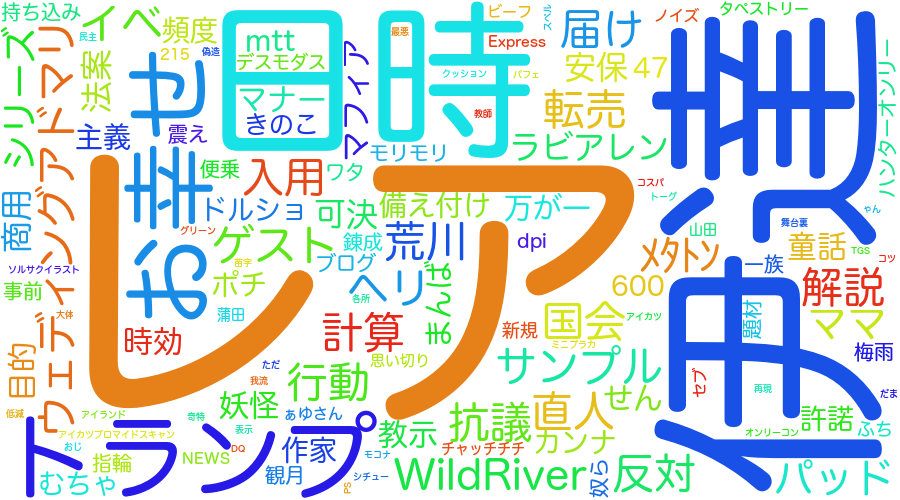 持ち込み
民主
イベ
頻度
mtt
215
偽造
デスモダス
マナー
きのこ
日時
最悪
ビーフ
スペル
Express
クッション
パフェ
教師
届け
ノイズ
タペストリー
安保
47
転売
ラビアレン
コスパ
トーグ
伊達
ハンターオンリー
シリーズ
ウェディングアドマリ
法案
主義
震え
お幸せ
便乗
マフィア
モリモリ
ワタ
入用
レア
商用
ドルショ
グリーン
可決
備え付け
万が一
荒川
dpi
メタトン
山田
舞台裏
ゃん
童話
TGS
コツ
ソルサクイラスト
事前
大体
ゲスト
錬成
ブログ
苗字
ポチ
ヘリ
各所
まんば
600
一族
解説
ママ
アイカツ
題材
梅雨
目的
時効
蒲田
計算
新規
国会
ミニブラカ
思い切り
サンプル
セブ
再現
だま
低減
ただ
我流
行動
妖怪
ぁゆさん
直人
せん
許諾
ふち
アイランド
奇特
トランプ
アイカツブロマイドスキャン
おじ
表示
DQ
作家
教示
抗議
カンナ
オンリーコン
チャッチチチ
むちゃ
指輪
NEWS
観月
モコナ
シチュー
PS
WildRiver
奴ら
反対
パッド